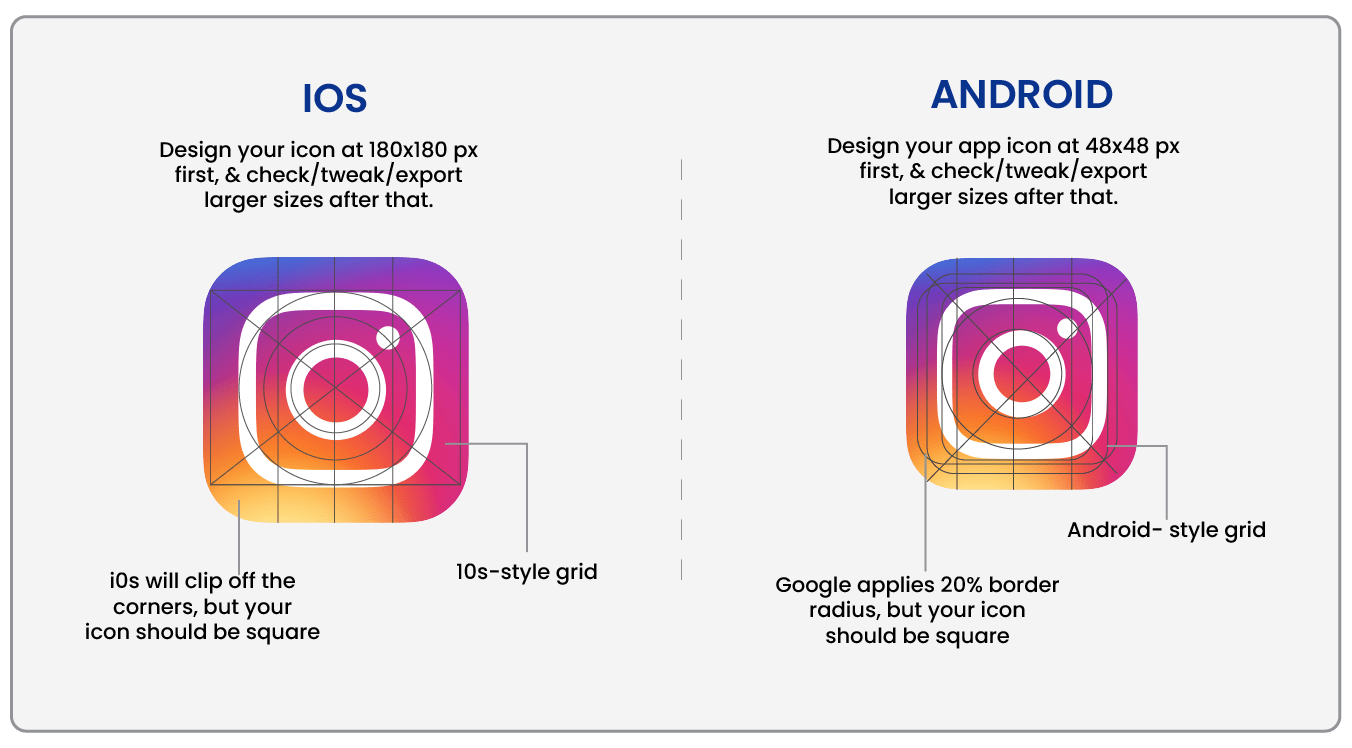 IOS
Design your icon at 180x180 px
first, & check/tweak/export
larger sizes after that.
i0s will clip off the
corners, but your
icon should be square
10s-style grid
ANDROID
Design your app icon at 48x48 px
first, & check/tweak/export
larger sizes after that.
Android- style grid
Google applies 20% border
radius, but your icon
should be square